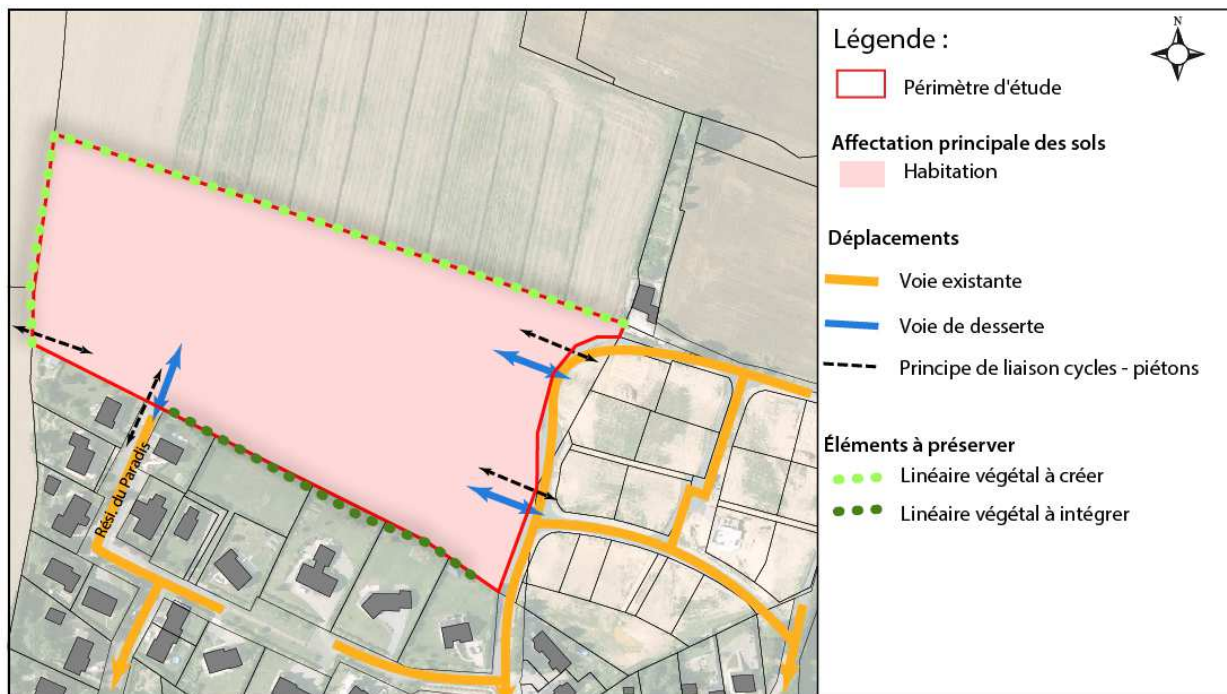 Légende :
N
Périmètre d'étude
Affectation principale des sols
Habitation
Déplacements
Voie existante
Voie de desserte
Principe de liaison cycles - piétons
Éléments à préserver
Linéaire végétal à créer
Linéaire végétal à intégrer
Rési. du Paradis